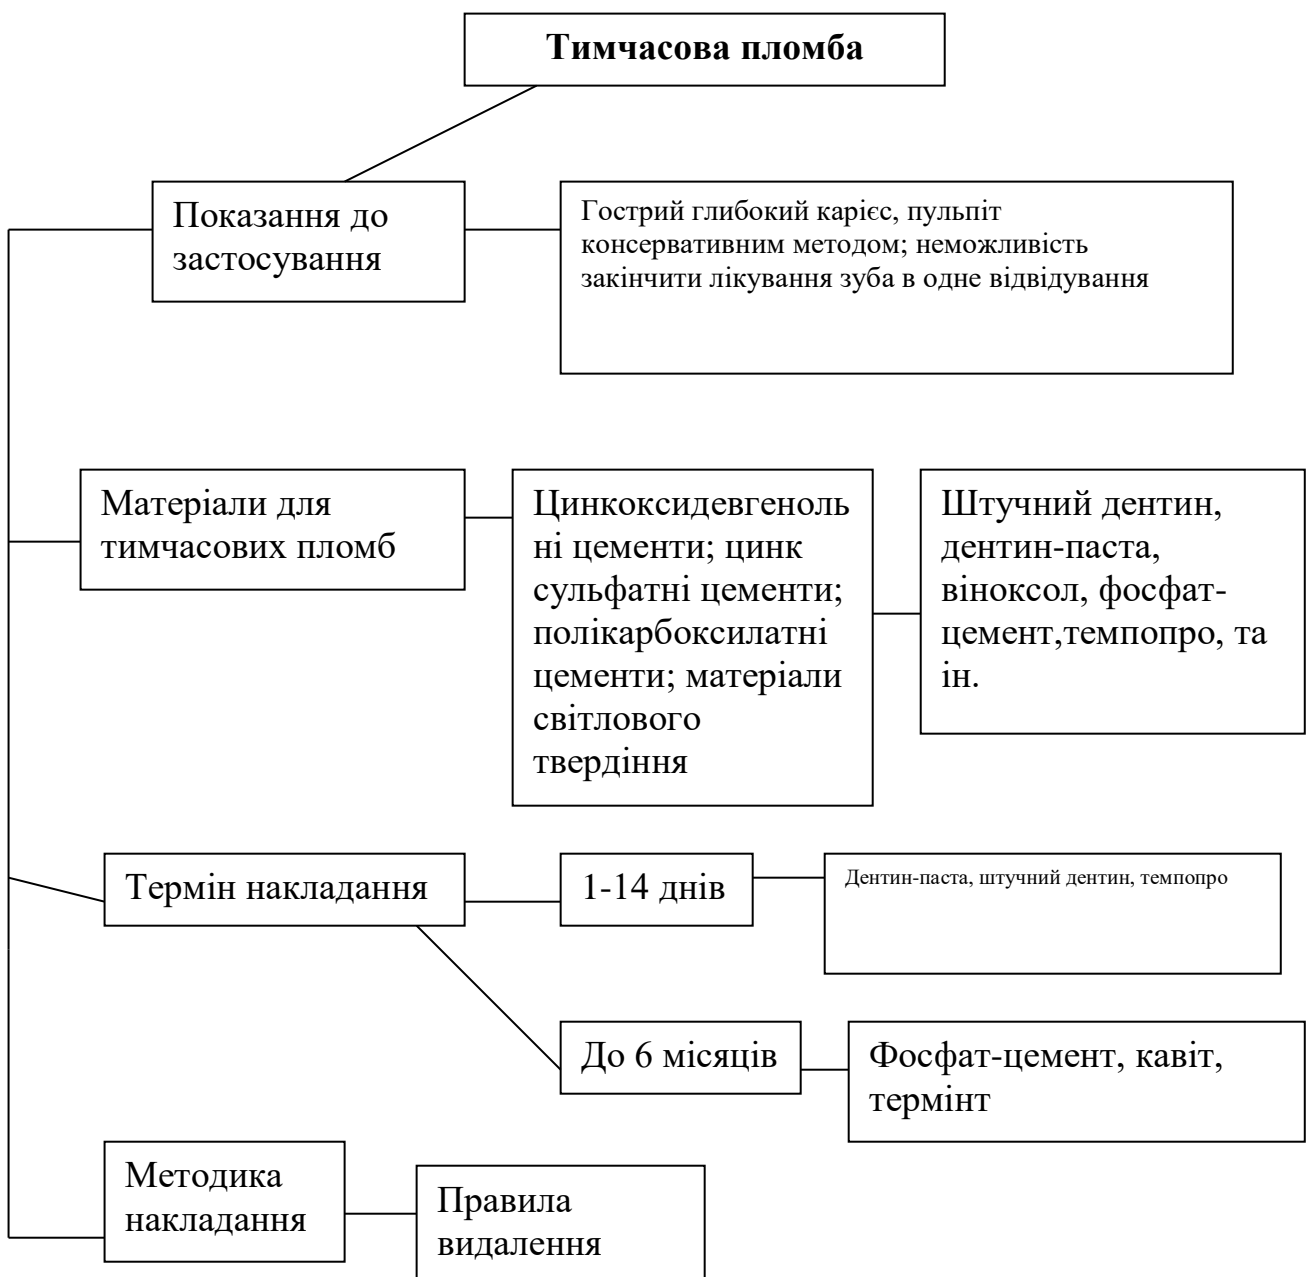 Тимчасова пломба
Показання до
застосування
Гострий глибокий карієс, пульпіт
консервативним методом; неможливість
закінчити лікування зуба в одне відвідування
Матеріали для
тимчасових пломб
Цинкоксидевгеноль
ні цементи; цинк
сульфатні цементи;
полікарбоксилатні
цементи; матеріали
світлового
твердіння
Штучний дентин,
дентин-паста,
віноксол, фосфат-
цемент,темпопро, та
ін.
Термін накладання
1-14 днів
Дентин-паста, штучний дентин, темпопро
До 6 місяців
Фосфат-цемент, кавіт,
термінт
Методика
накладання
Правила
видалення